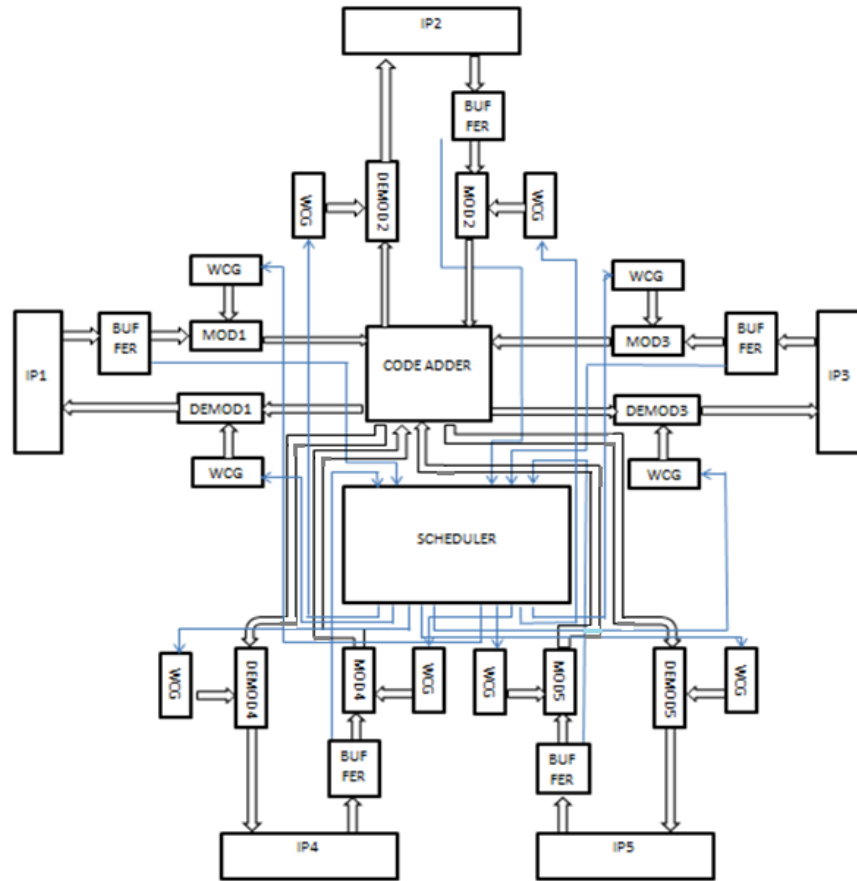 IP2
BUF
FER
WCG
DEMOD2
MOD2
WCG
WCG
WCG
IP1
BUF
FER
MOD1
CODE ADDER
MOD3
BUF
FER
IP3
DEMOD1
DEMOD3
WCG
WCG
SCHEDULER
WCG
DEMOD4
MOD4
WCG
WCG
MOD5
DEMOD5
WCG
BUF
FER
BUF
FER
IP4
IP5